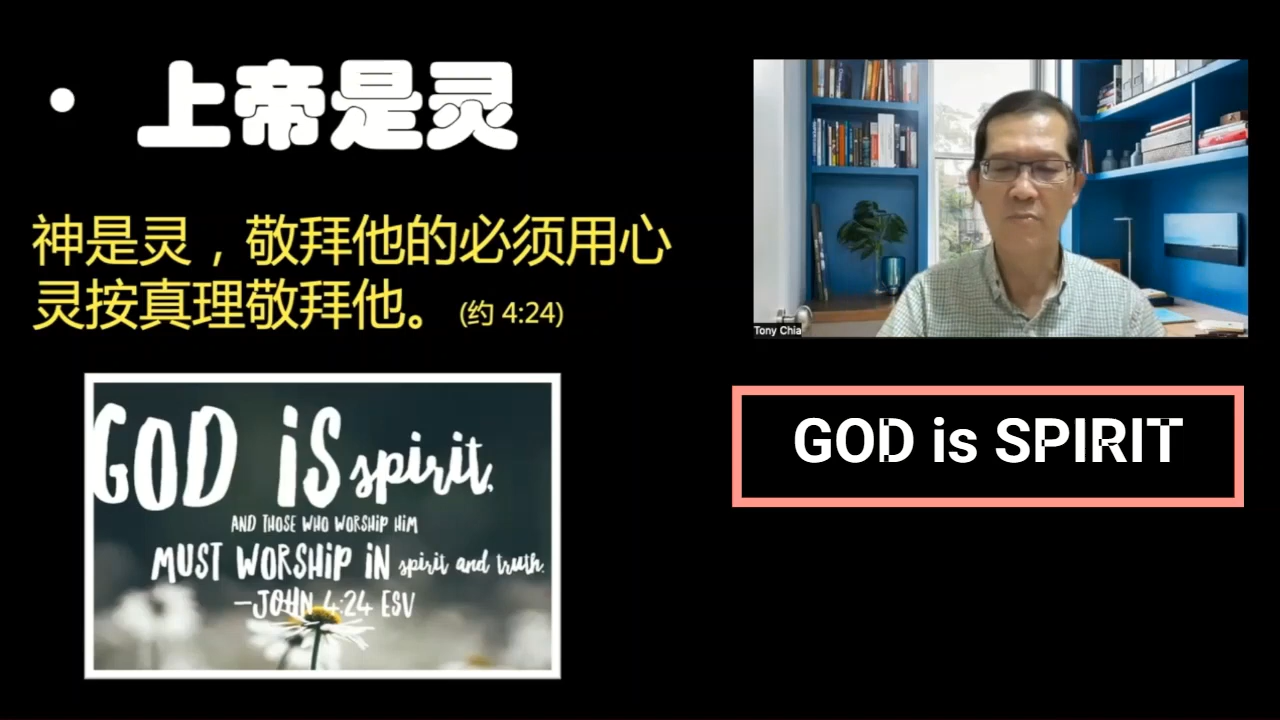 • 上帝是灵
神是灵，敬拜他的必须用心
灵按真理敬拜他。 (约 4:24)
GOD iS spirit,
AND THOSE WHO WORSHiP HiM
MUST WORSHiP iN spirit and truth.
—JOHN 4:24 ESV
Tony Chia
GOD is SPIRIT